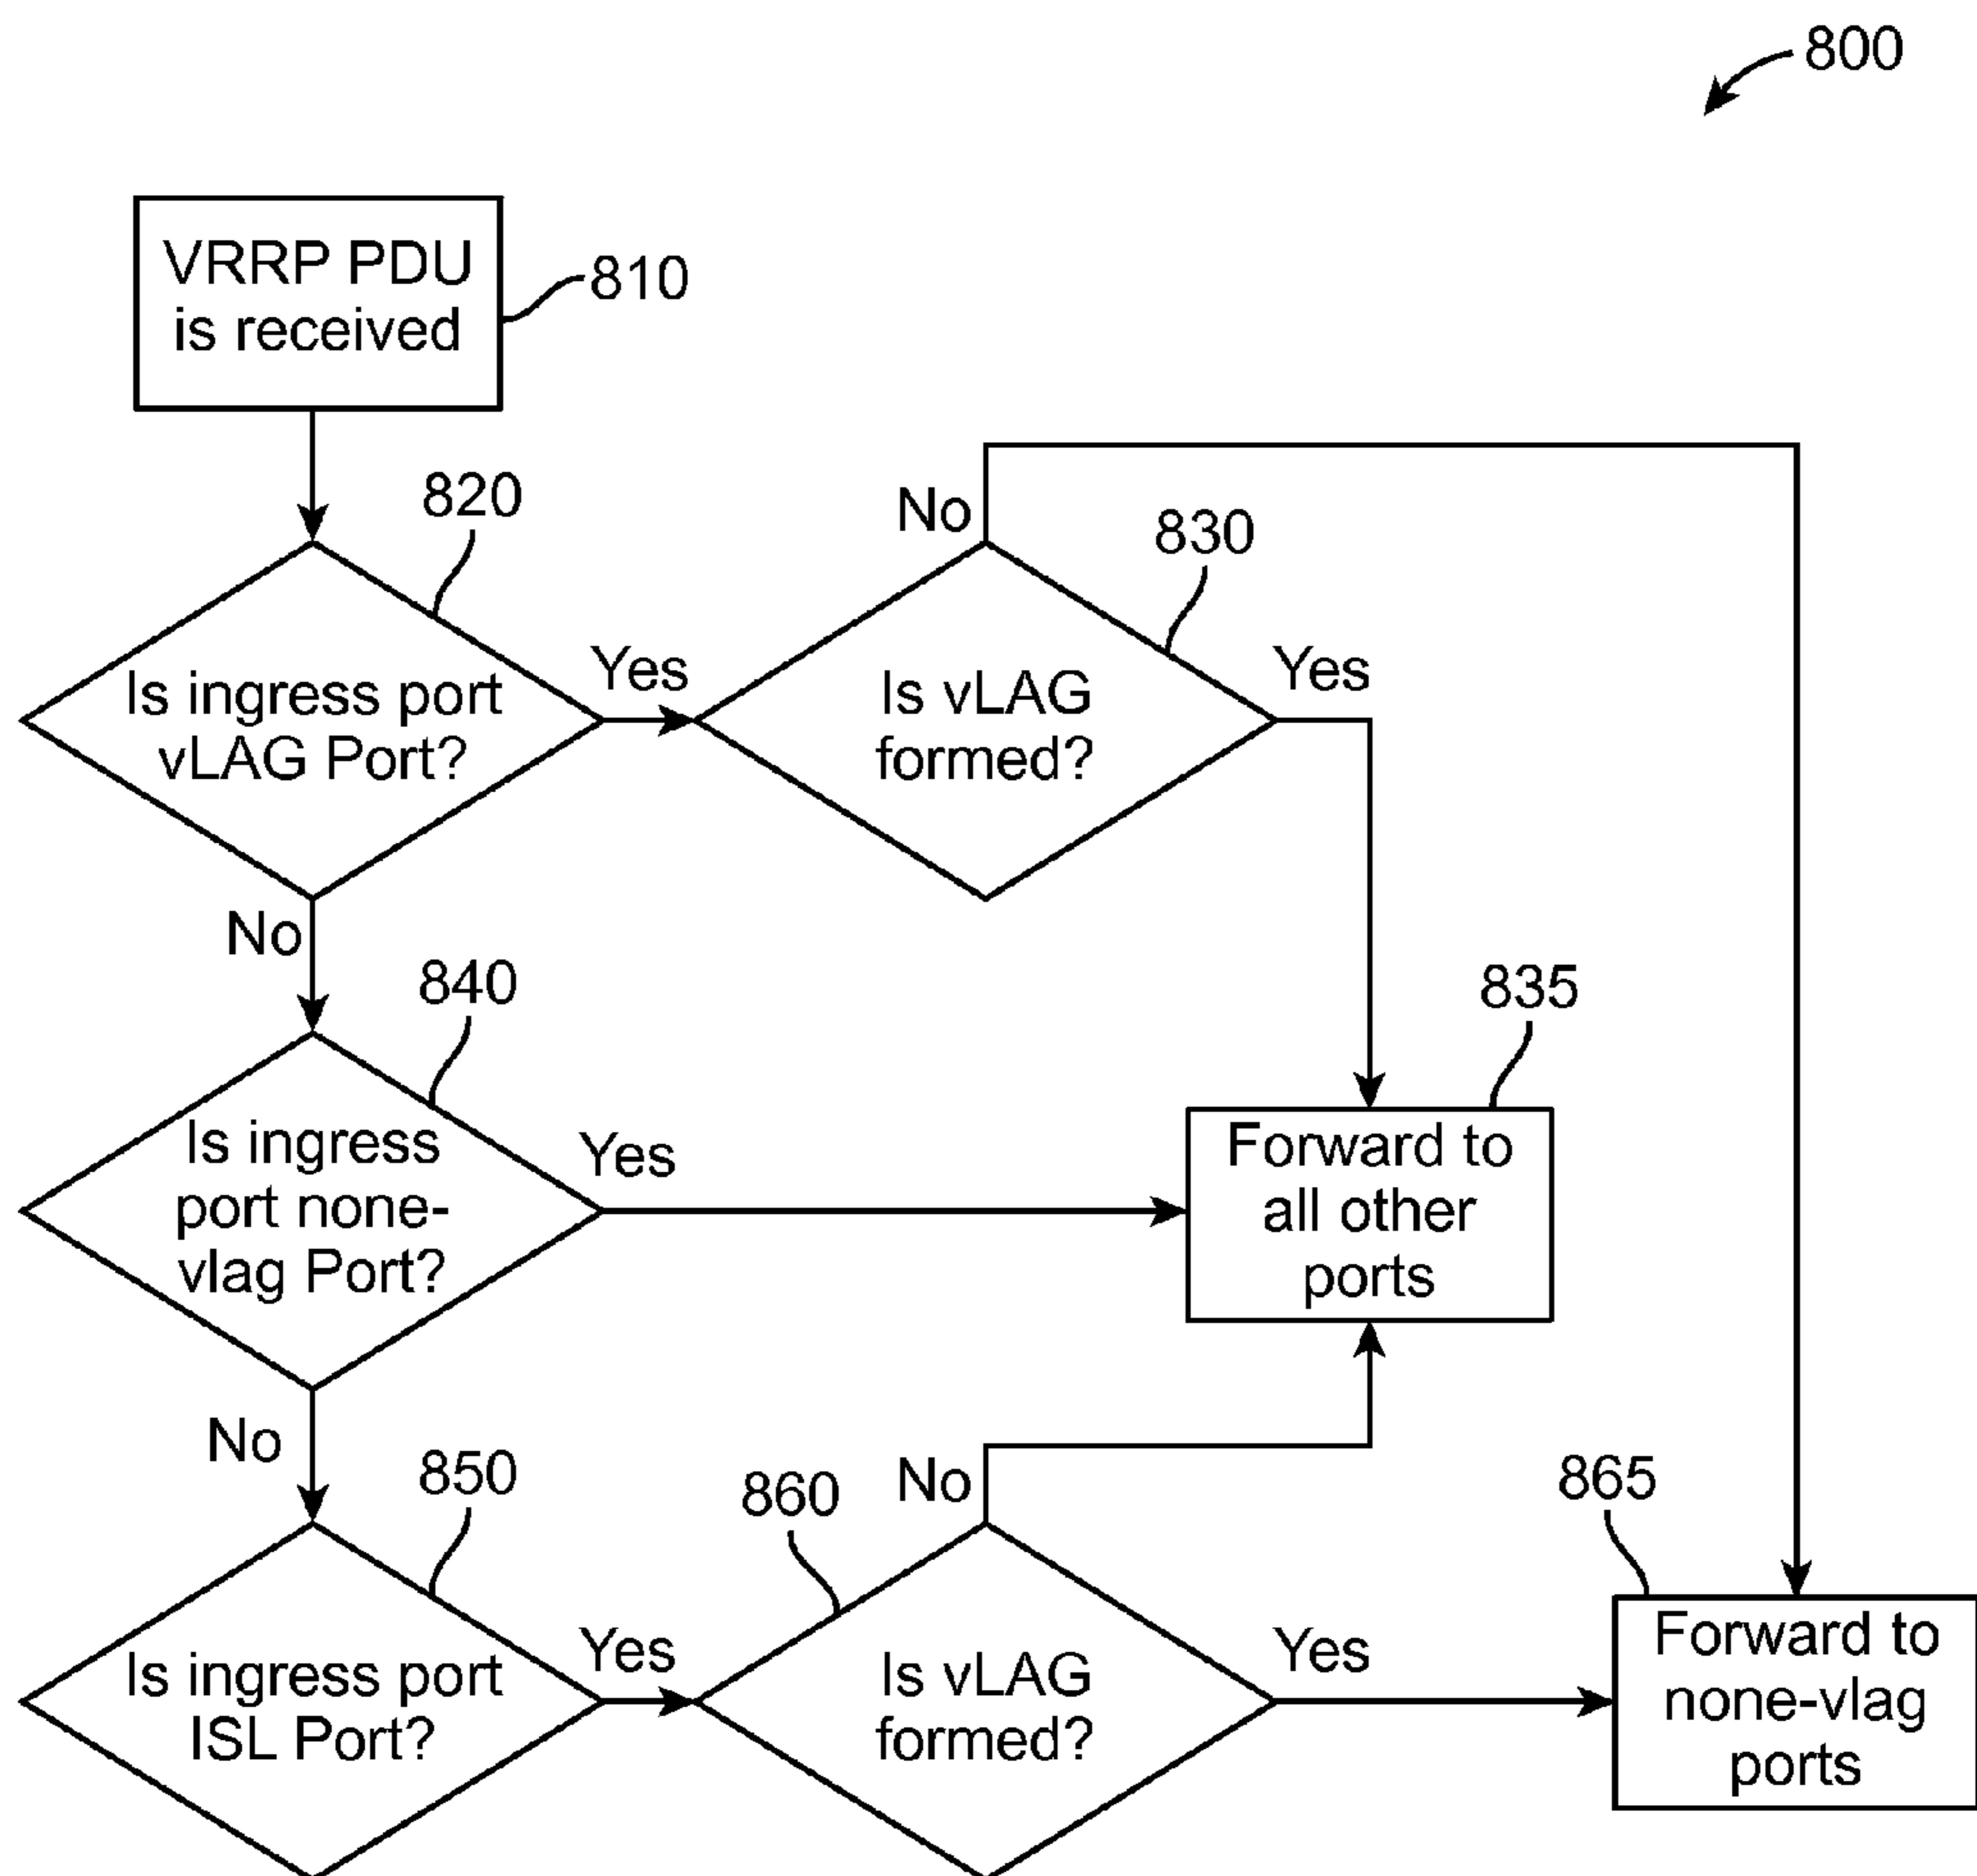 800
VRRP PDU
is received
810
820
No
830
Is ingress port
vLAG Port?
Yes
Is vLAG
formed?
Yes
No
840
835
Is ingress
port none-
vlag Port?
Yes
Forward to
all other
ports
No
850
860
No
865
Is ingress port
ISL Port?
Yes
Is vLAG
formed?
Yes
Forward to
none-vlag
ports